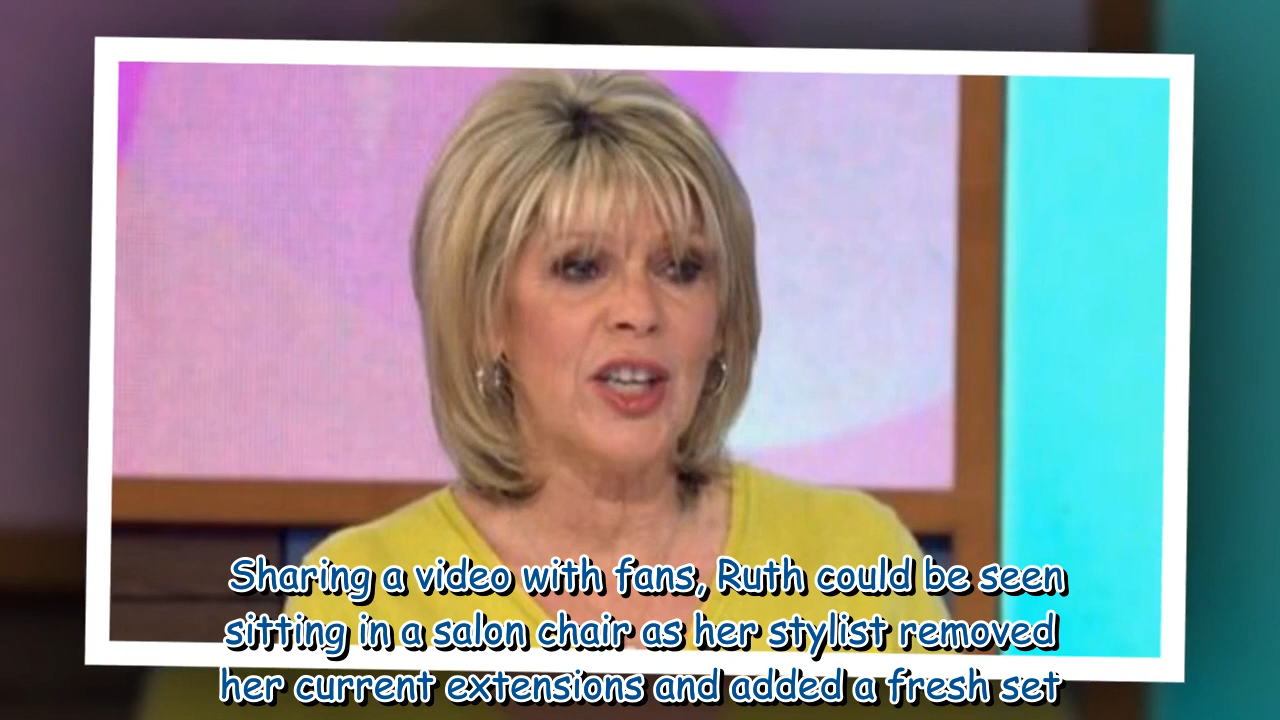 Sharing a video with fans, Ruth could be seen
sitting in a salon chair as her stylist removed
her current extensions and added a fresh set